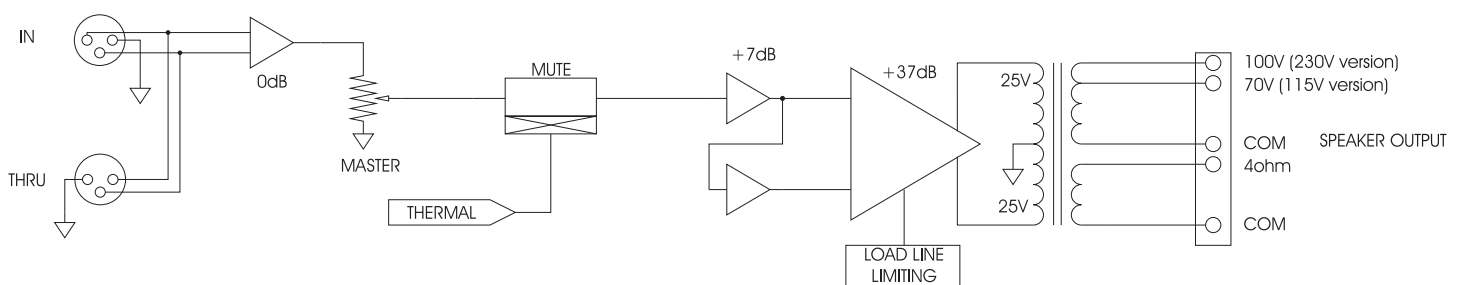 IN
0dB
THRU
MASTER
MUTE
THERMAL
+7dB
+37dB
LOAD LINE
LIMITING
25V
25V
100V (230V version)
70V (115V version)
COM
SPEAKER OUTPUT
4ohm
COM